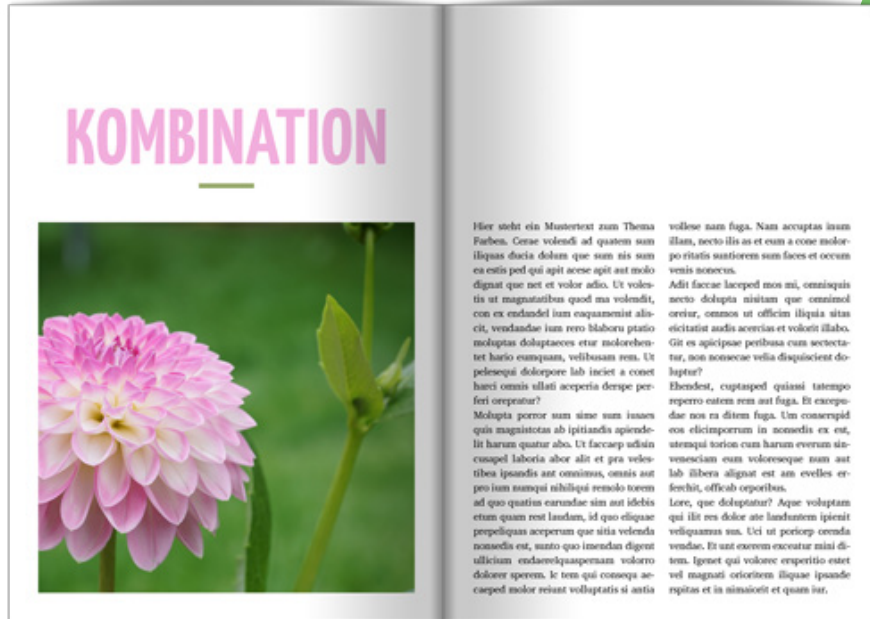 KOMBINATION
Hier steht ein Mustertext zum Thema
Farben. Cerae volendi ad quatem sum
iliquas ducia dolum que sum nis sum
ea estis ped qui apit acese apit aut molo
dignat que net et volor adio. Ut voles-
tis ut magnatatibus quod ma volendit,
con ex endandel ium eaquamenist alis-
cit, vendandae ium rero blaboru ptatio
moluptas doluptaeces etur molorehen-
tet hario eumquam, velibusam rem. Ut
pelesequi dolorpore lab inciet a conet
harci omnis ullati aceperia derspe per-
feri orepratur?
Molupta porror sum sime sum iusaes
quis magnistotas ab ipitiandis apiende-
lit harum quatur abo. Ut faccaep udisin
cusapel laboria abor alit et pra veles-
tibea ipsandis ant omnimus, omnis aut
pro ium numqui nihiliqui remolo torem
ad quo quatius earundae sim aut idebis
etum quam rest laudam, id quo eliquae
prepeliquas aceperum que sitia velenda
nonsedis est, sunto quo imendan digent
ullicium endaerelquaspernam volorro
dolorer sperem. Ic tem qui consequ ae-
caeped molor reiunt volluptatis si antia
vollese nam fuga. Nam accuptas inum
illam, necto ilis as et eum a cone molor-
po ritatis suntiorem sum faces et occum
venis nonecus.
Adit faccae laceped mos mi, omnisquis
necto dolupta nisitam que omnimol
oreiur, ommos ut officim iliquia sitas
eicitatist audis acercias et volorit illabo.
Git es apicipsae peribusa cum sectecta-
tur, non nonsecae velia disquiscient do-
luptur?
Ehendest, cuptasped quiassi tatempo
reperro eatem rem aut fuga. Et excepu-
dae nos ra ditem fuga. Um conserspid
eos elicimporrum in nonsedis ex est,
utemqui torion cum harum everum sin-
venesciam eum voloreseque num aut
lab ilibera alignat est am evelles er-
ferchit, officab orporibus.
Lore, que doluptatur? Aque voluptam
qui ilit res dolor ate landuntem ipienit
veliquamus sus. Uci ut poriorp orenda
vendae. Et unt exerem exceatur mini di-
tem. Igenet qui volorec ersperitio estet
vel magnati orioritem iliquae ipsande
rspitas et in nimaiorit et quam iur.